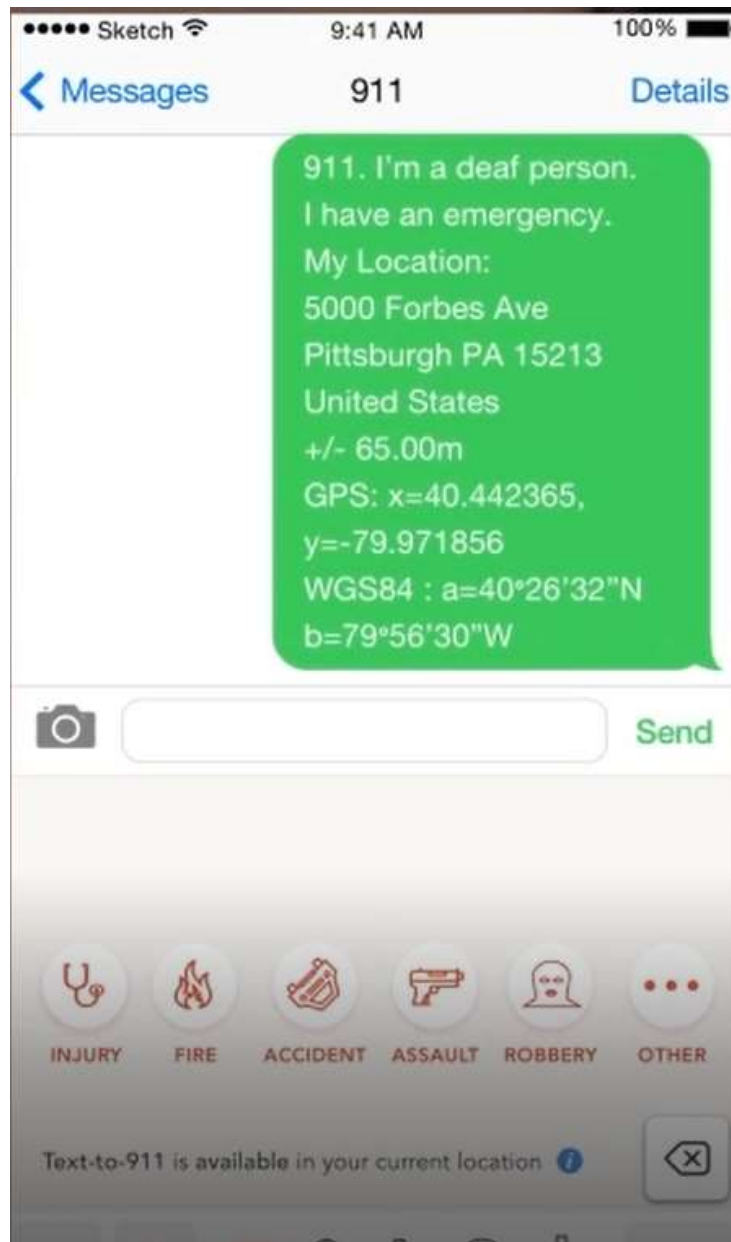 Sketch 9:41 AM 100%
Messages 911 Details
911. I'm a deaf person.
I have an emergency.
My Location:
5000 Forbes Ave
Pittsburgh PA 15213
United States
+/- 65.00m
GPS: x=40.442365,
y=-79.971856
WGS84 : a=40°26'32”N
b=79°56'30”W
Send
INJURY FIRE ACCIDENT ASSAULT ROBBERY OTHER
Text-to-911 is available in your current location